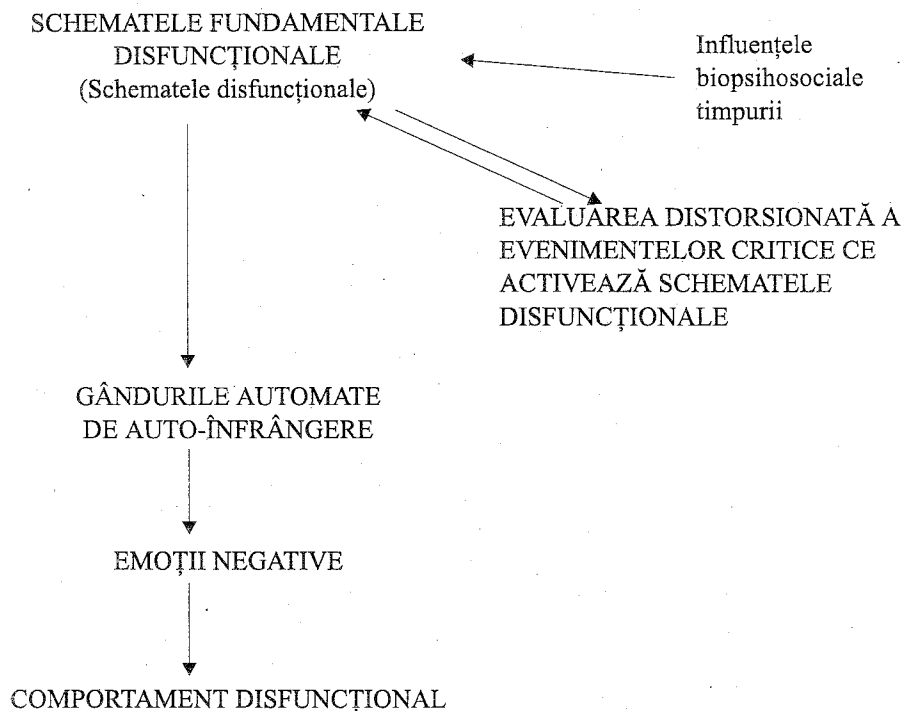 SCHEMATELE FUNDAMENTALE
DISFUNCȚIONALE
(Schematele disfuncționale)
Influențele
biopsihosociale
timpurii
EVALUAREA DISTORSIONATĂ A
EVENIMENTELOR CRITICE CE
ACTIVEAZĂ SCHEMATELE
DISFUNCȚIONALE
GÂNDURILE AUTOMATE
DE AUTO-ÎNFRÂNGERE
EMOȚII NEGATIVE
COMPORTAMENT DISFUNCȚIONAL